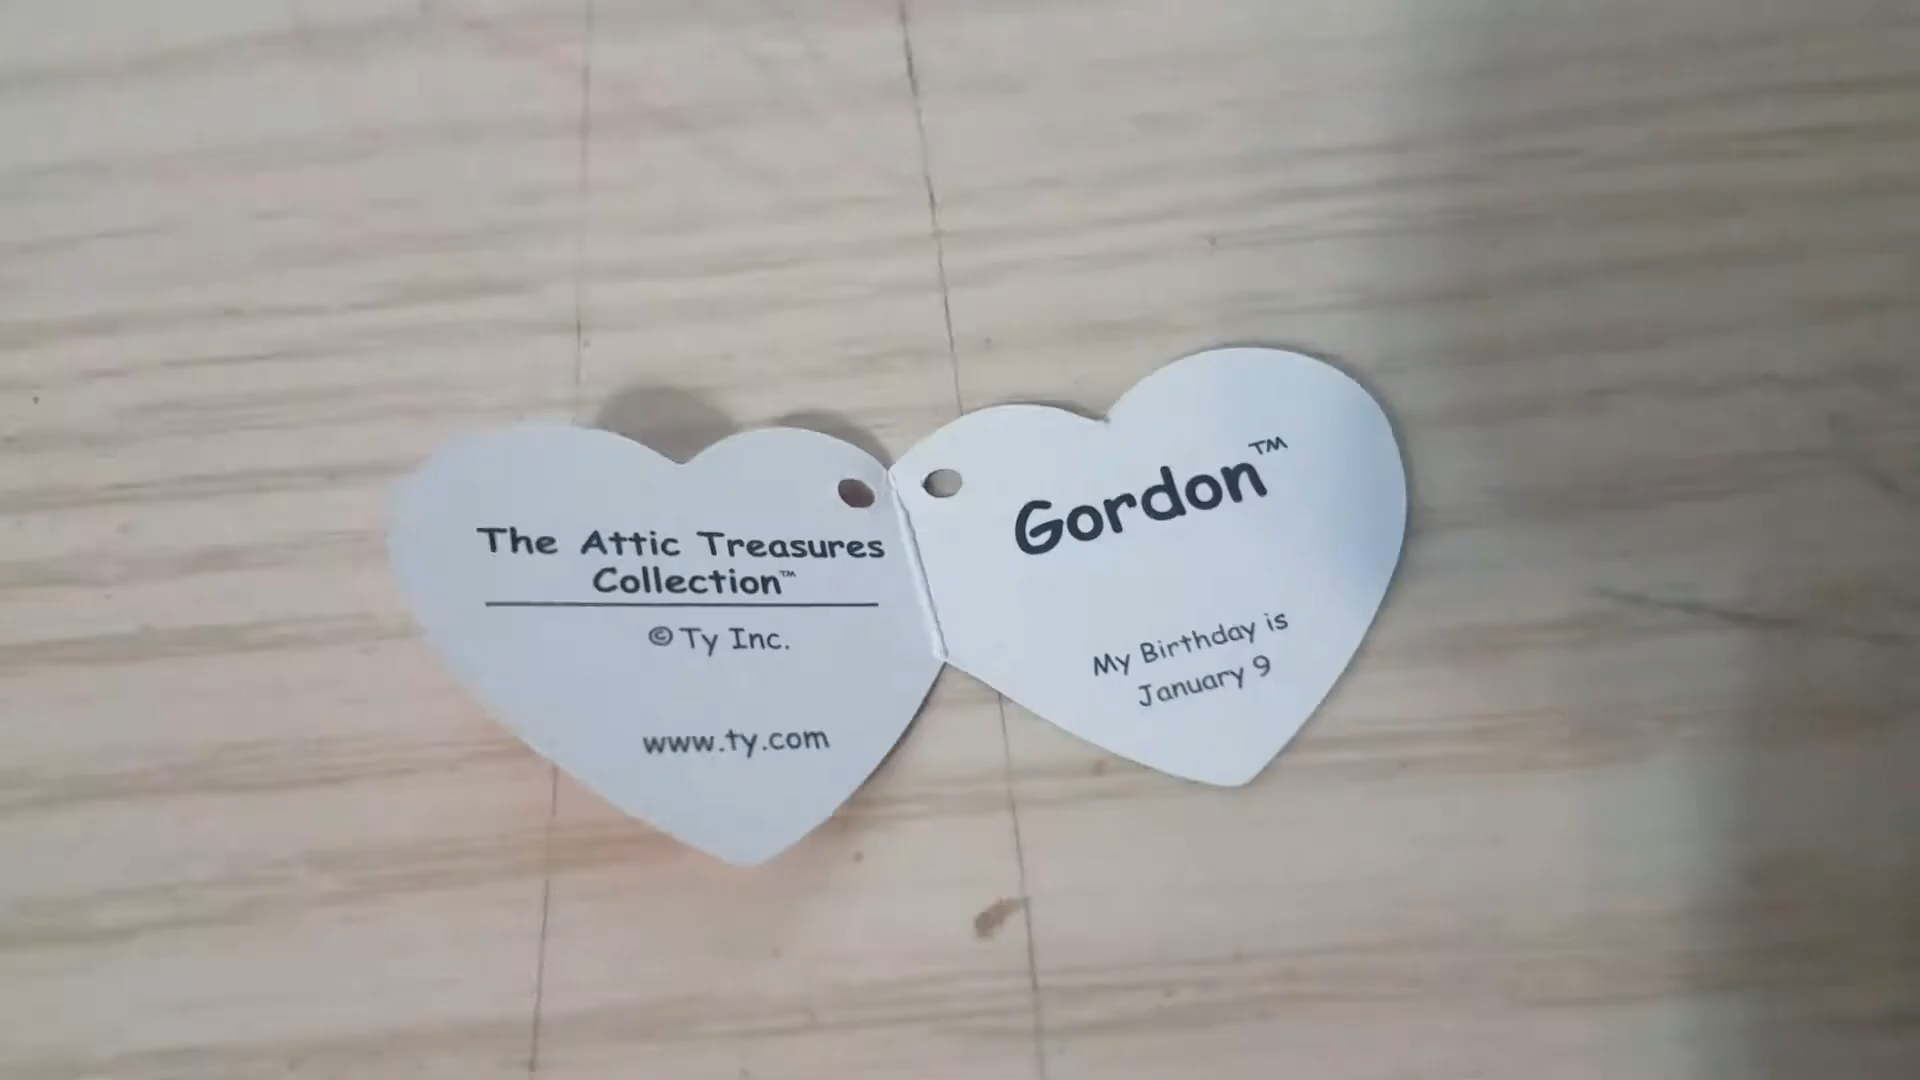 The Attic Treasures
Collection™
© Ty Inc.
www.ty.com
Gordon™
My Birthday is
January 9